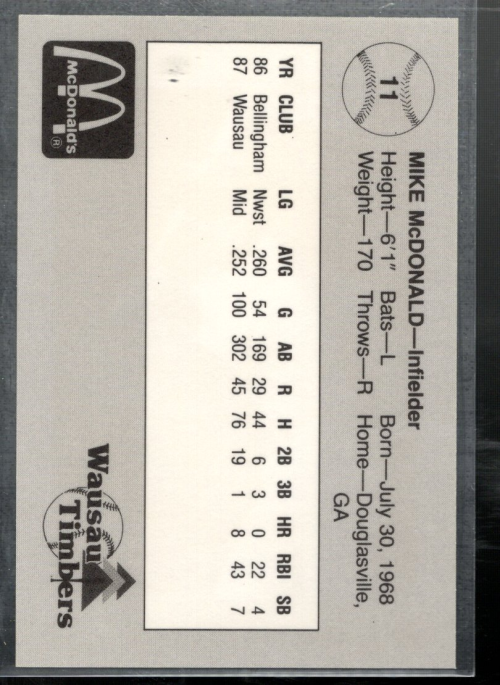 11
MIKE McDONALD—Infielder
Height—6'1" Bats—L Born—July 30, 1968
Weight—170 Throws—R Home—Douglasville,
GA
YR CLUB LG AVG G AB R H 2B 3B HR RBI SB
86 Bellingham Nwst .260 54 169 29 44 6 3 0 22 4
87 Wausau Mid .252 100 302 45 76 19 1 8 43 7
McDonald's ®
Wausau
Timbers